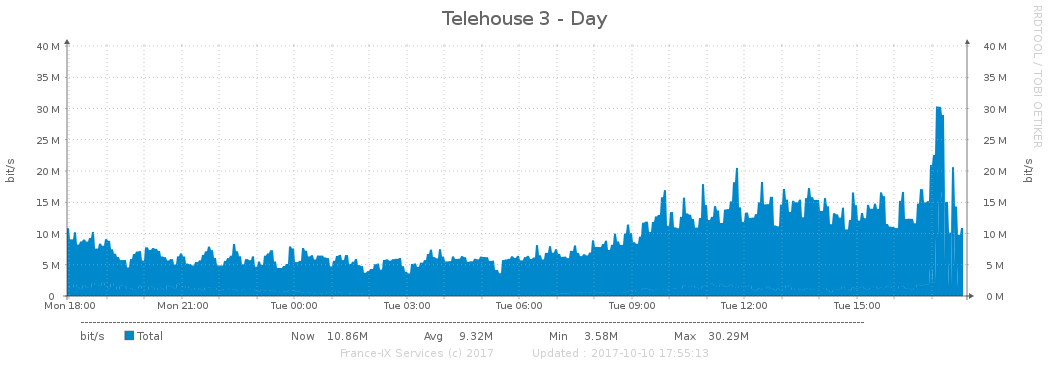 Telehouse 3 - Day
RRDTOOL / TOBI OETIKER
bit/s
40 M 40 M
35 M 35 M
30 M 30 M
25 M 25 M
20 M 20 M
15 M 15 M
10 M 10 M
5 M 5 M
0 0 M
bit/s
Mon 18:00 Mon 21:00 Tue 00:00 Tue 03:00 Tue 06:00 Tue 09:00 Tue 12:00 Tue 15:00
bit/s Total Now 10.86M Avg 9.32M Min 3.58M Max 30.29M
France-IX Services (c) 2017 Updated : 2017-10-10 17:55:13